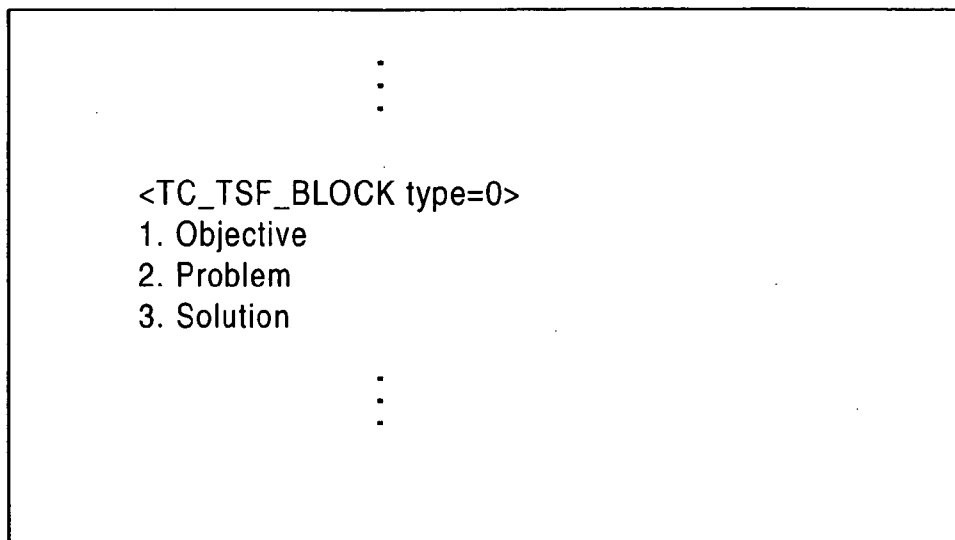 <TC_TSF_BLOCK type=0>
1. Objective
2. Problem
3. Solution